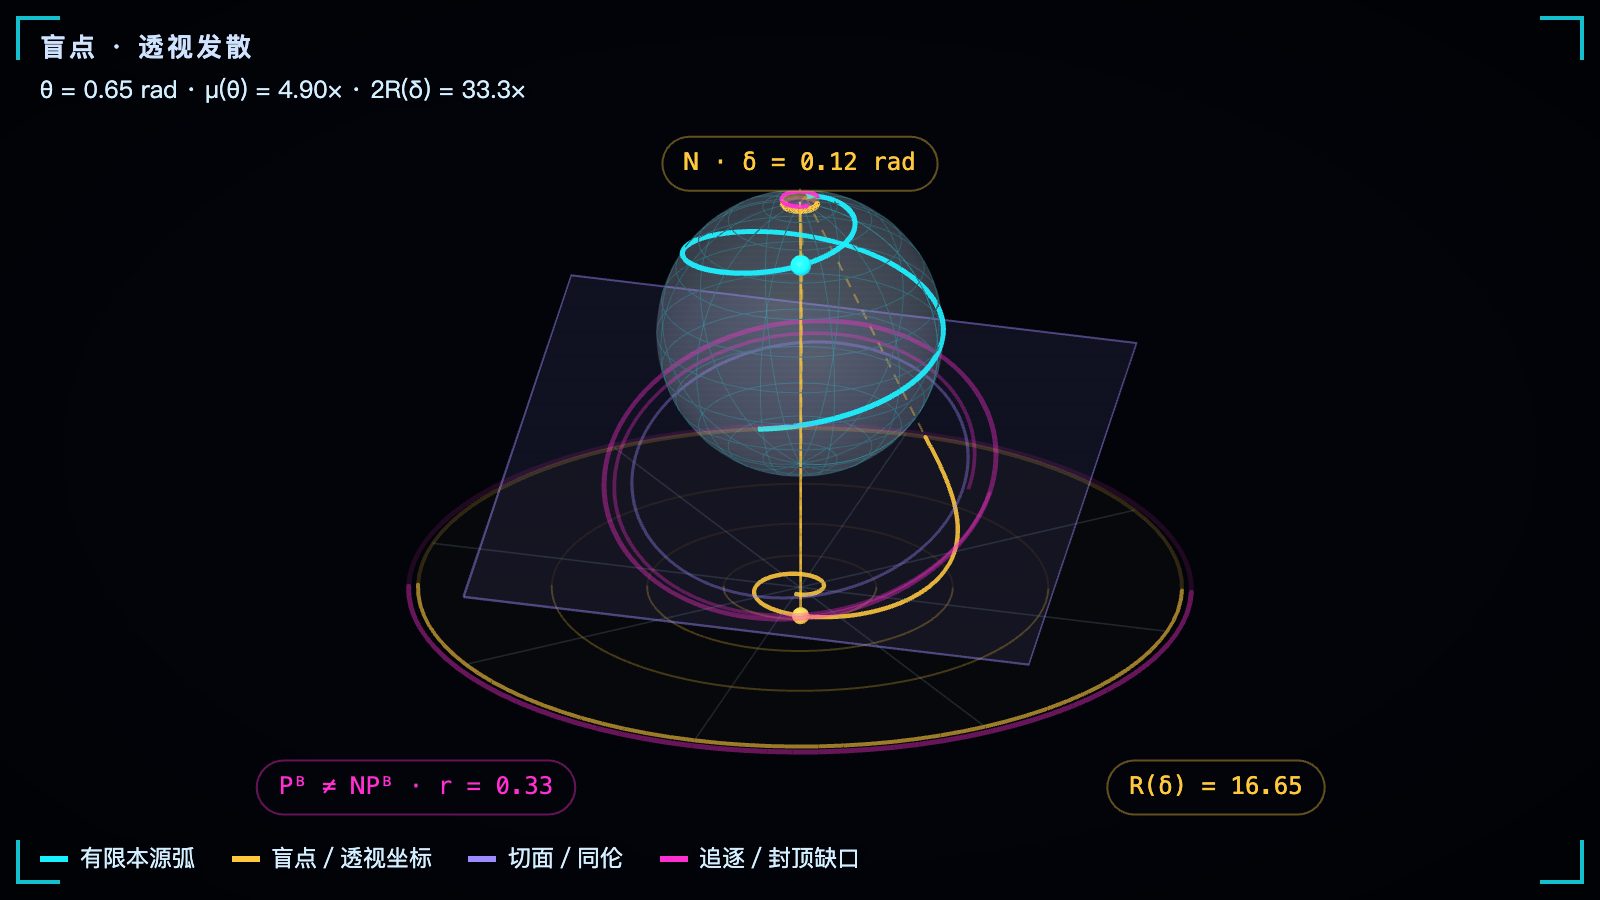 盲点 · 透视发散
θ = 0.65 rad · μ(θ) = 4.90× · 2R(δ) = 33.3×
N · δ = 0.12 rad
Pᴮ ≠ NPᴮ · r = 0.33
R(δ) = 16.65
有限本源弧
盲点 / 透视坐标
切面 / 同伦
追逐 / 封顶缺口